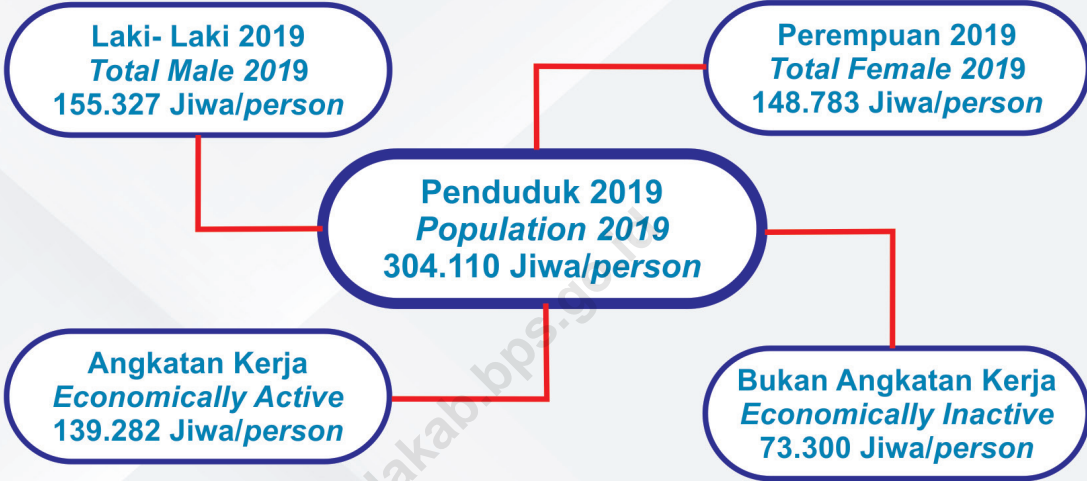 Laki- Laki 2019
Total Male 2019
155.327 Jiwa/person
Perempuan 2019
Total Female 2019
148.783 Jiwa/person
Penduduk 2019
Population 2019
304.110 Jiwa/person
Angkatan Kerja
Economically Active
139.282 Jiwa/person
Bukan Angkatan Kerja
Economically Inactive
73.300 Jiwa/person